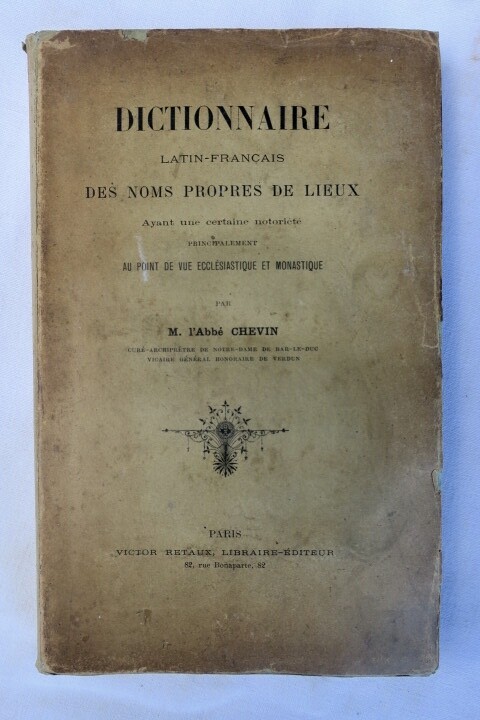 DICTIONNAIRE
LATIN-FRANÇAIS
DES NOMS PROPRES DE LIEUX
Ayant une certaine notoriété
PRINCIPALEMENT
AU POINT DE VUE ECCLÉSIASTIQUE ET MONASTIQUE
PAR
M. l'Abbé CHEVIN
CURÉ-ARCHIPRÊTRE DE NOTRE-DAME DE BAR-LE-DUC
VICAIRE GÉNÉRAL HONORAIRE DE VERDUN
PARIS
VICTOR RETAUX, LIBRAIRE-ÉDITEUR
82, rue Bonaparte, 82